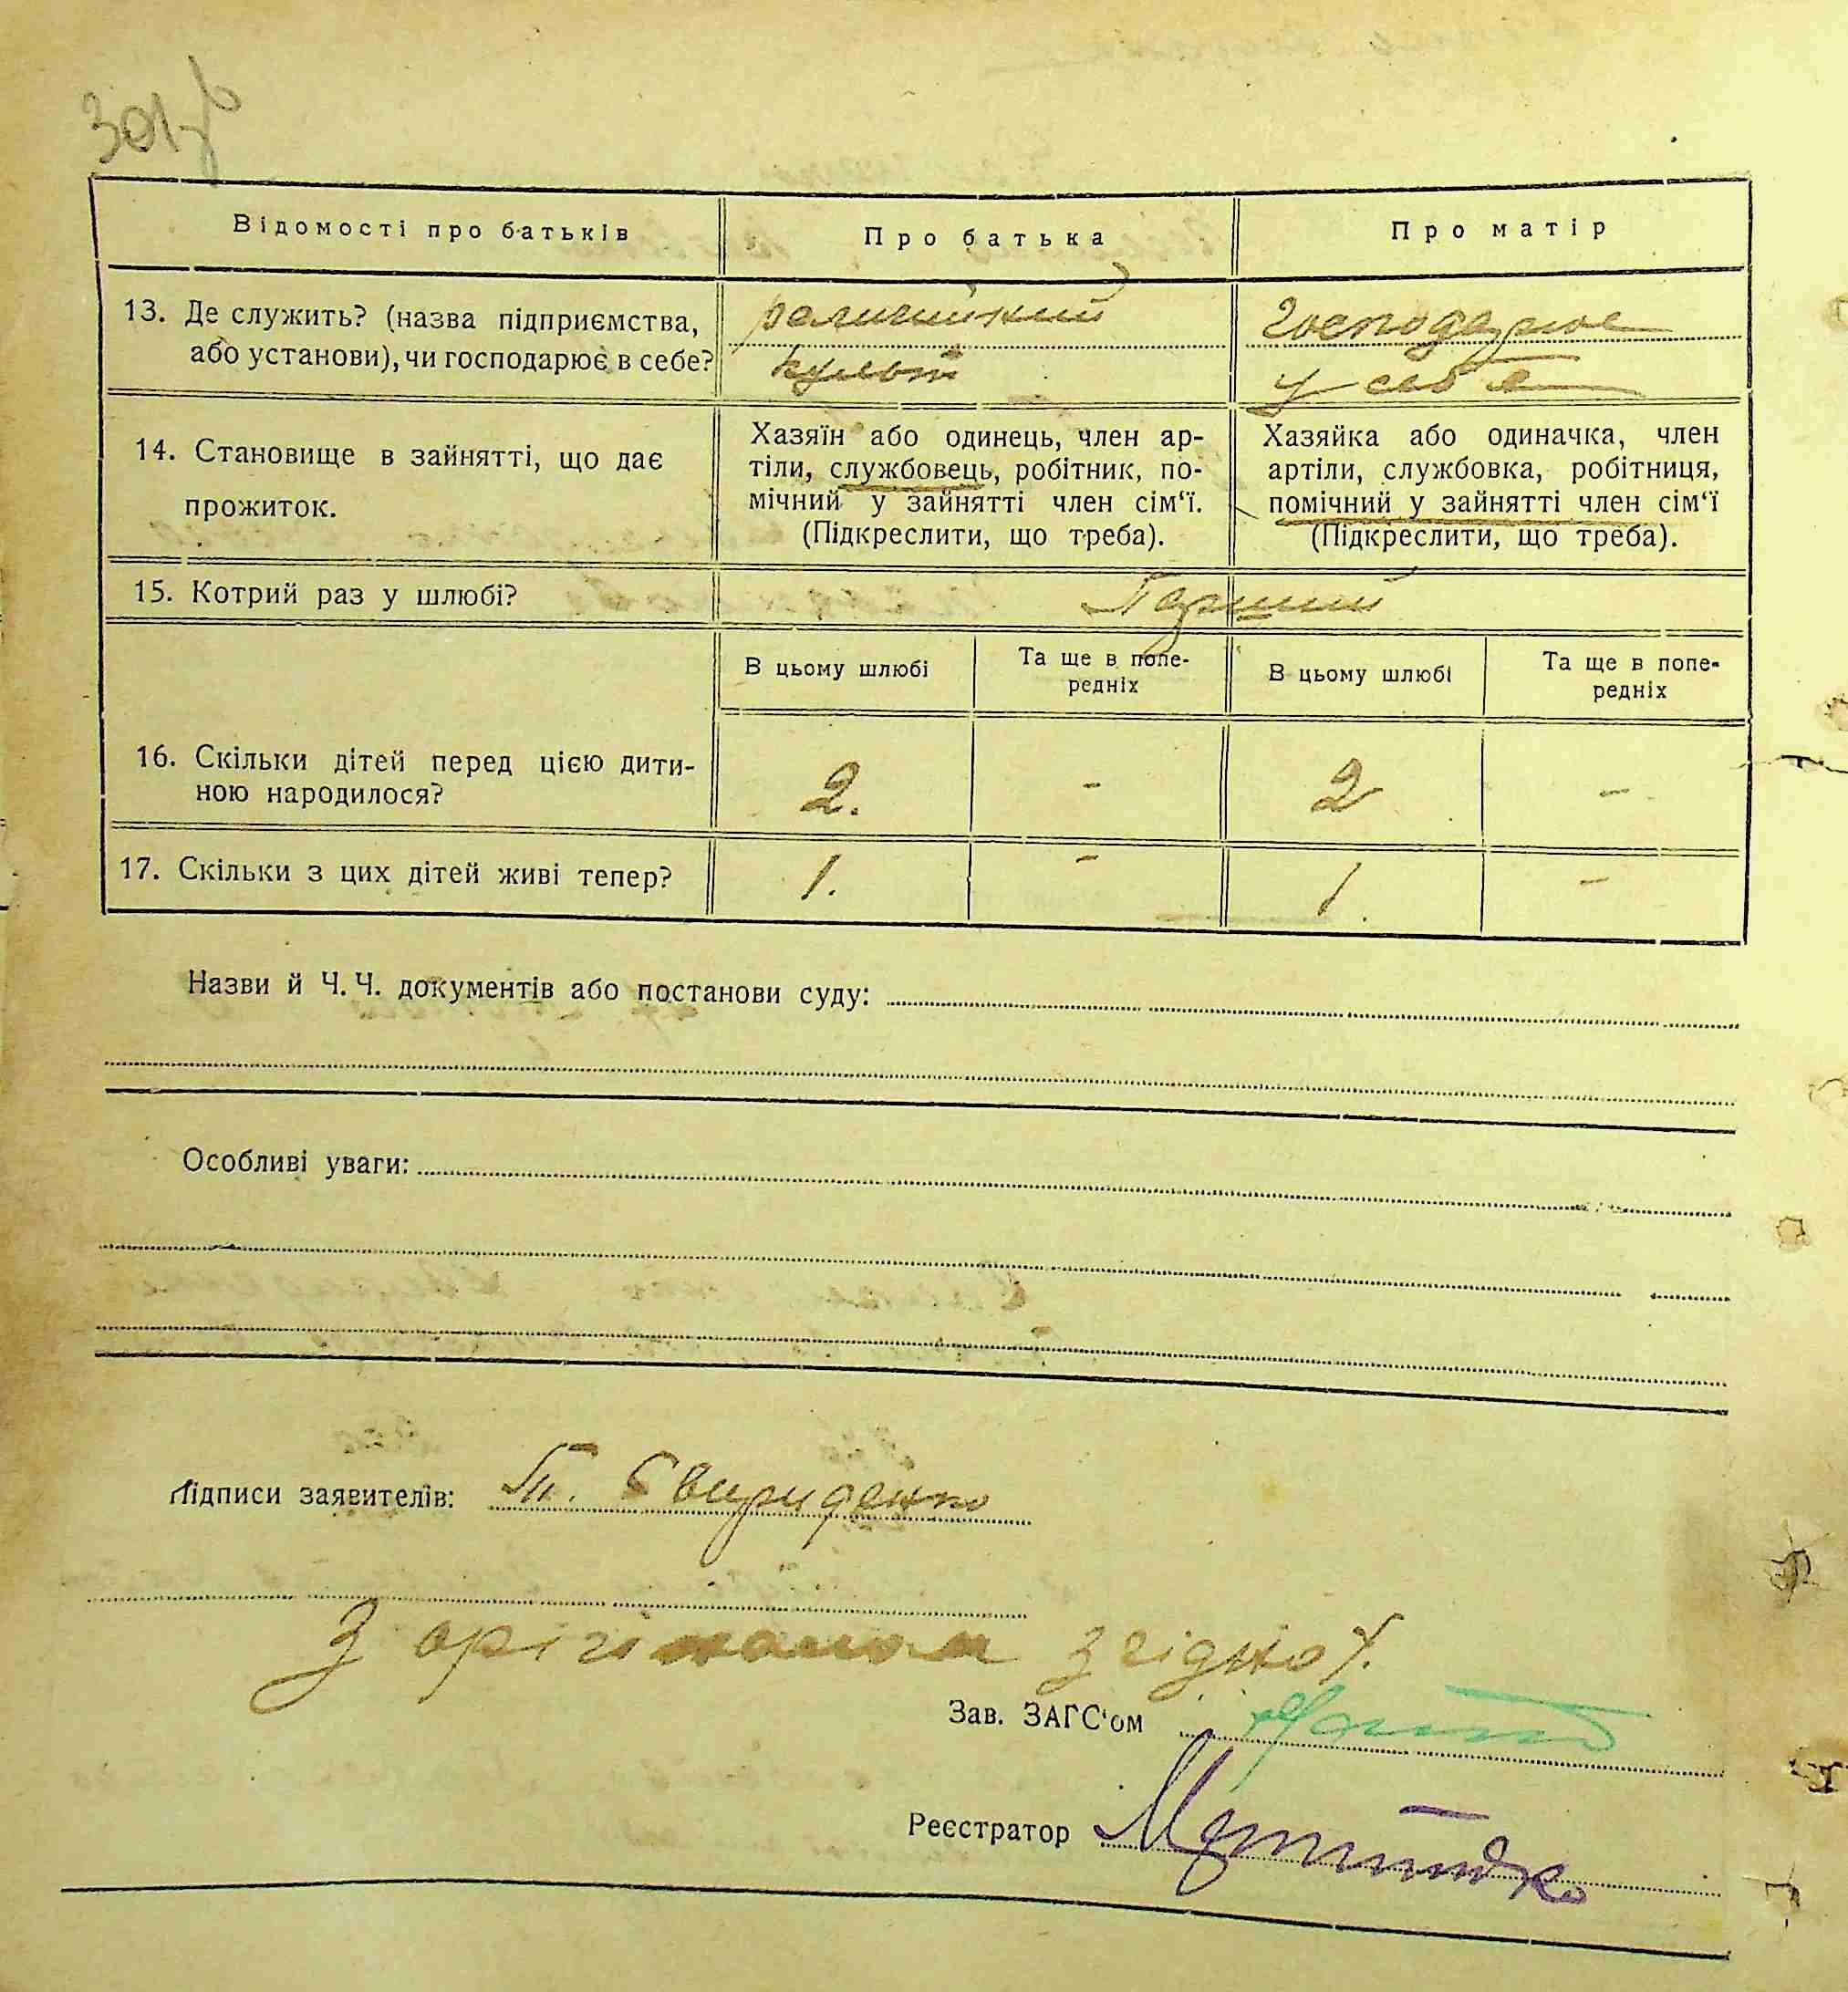 301
Відомості про батьків
Про батька
Про матір
13. Де служить? (назва підприємства,
або установи), чи господарює в себе?
религийний
культ
господарює
у себе
14. Становище в зайнятті, що дає
прожиток.
Хазяїн або одинець, член ар-
тіли, службовець, робітник, по-
мічний у зайнятті член сім‘ї.
(Підкреслити, що треба).
Хазяйка або одиначка, член
артіли, службовка, робітниця,
помічний у зайнятті член сім‘ї
(Підкреслити, що треба).
15. Котрий раз у шлюбі?
Перший
В цьому шлюбі
Та ще в попе-
редніх
В цьому шлюбі
Та ще в попе-
редніх
16. Скільки дітей перед цією дити-
ною народилося?
2.
-
2
-
17. Скільки з цих дітей живі тепер?
1.
-
1.
-
Назви й Ч. Ч. документів або постанови суду:
Особливі уваги:
Підписи заявителів: П. Свириденко
З орігіналом згідно
Зав. ЗАГС‘ом
Реєстратор